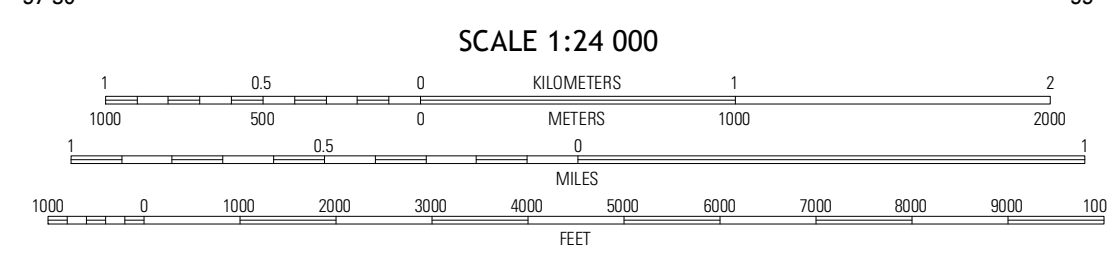 SCALE 1:24 000
1 0.5 0 KILOMETERS 1 2
1000 500 0 METERS 1000 2000
1 0.5 0 1
MILES
1000 0 1000 2000 3000 4000 5000 6000 7000 8000 9000 100
FEET